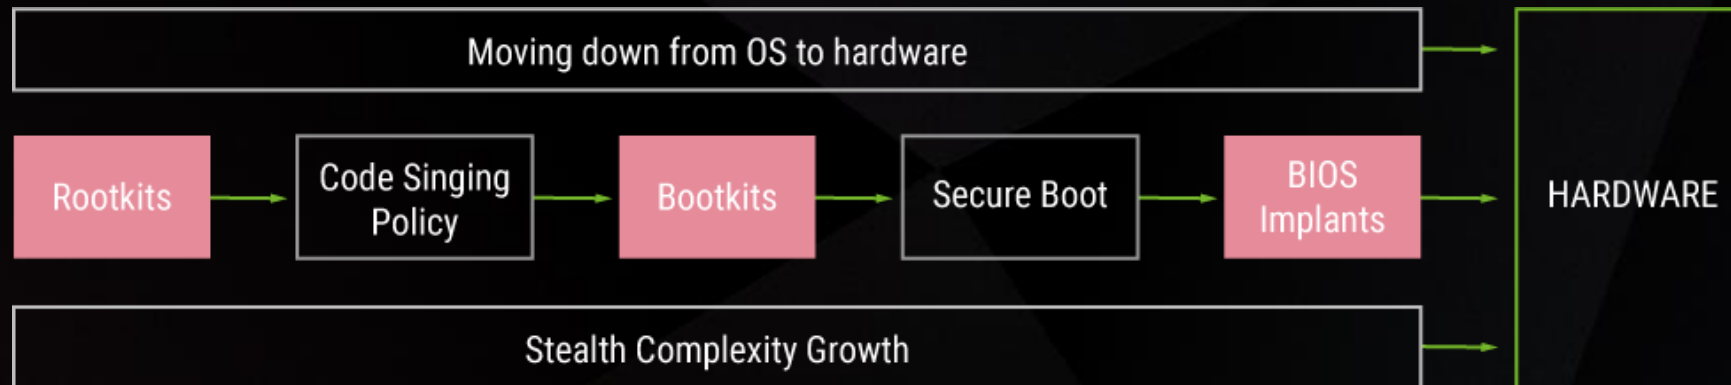 Moving down from OS to hardware
Rootkits
Code Singing
Policy
Bootkits
Secure Boot
BIOS
Implants
HARDWARE
Stealth Complexity Growth